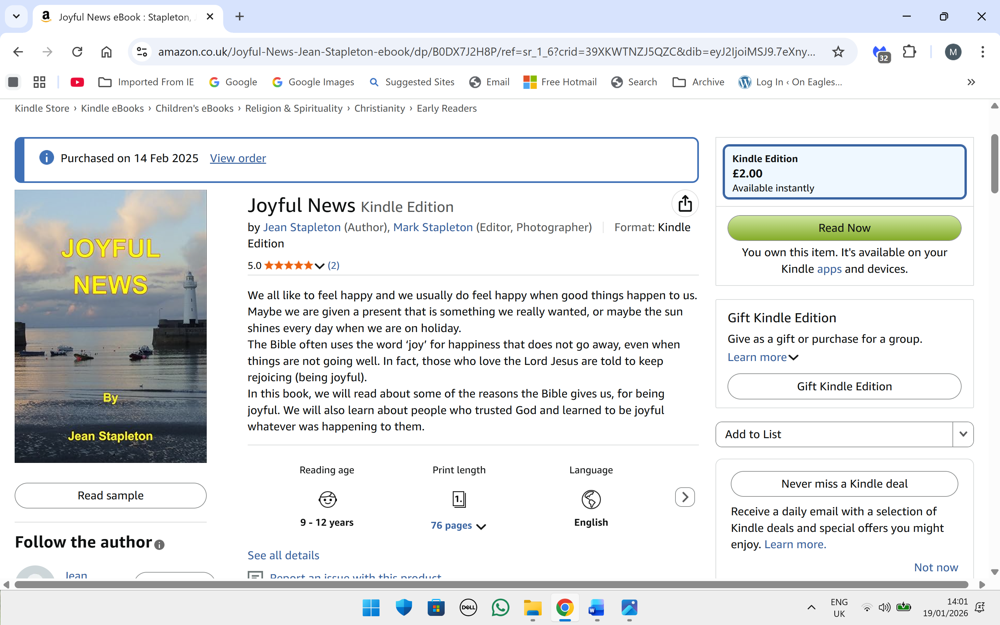 Joyful News eBook : Stapleton,
amazon.co.uk/Joyful-News-Jean-Stapleton-ebook/dp/B0DX7J2H8P/ref=sr_1_6?crid=39XKWTNZJ5QZC&dib=eyJ2IjoiMSJ9.7eXny...
32
M
Imported From IE
Google
Google Images
Suggested Sites
Email
Free Hotmail
Search
Archive
Log In ‹ On Eagles...
Kindle Store › Kindle eBooks › Children's eBooks › Religion & Spirituality › Christianity › Early Readers
Purchased on 14 Feb 2025 View order
JOYFUL
NEWS
By
Jean Stapleton
Read sample
Follow the author
Jean
Joyful News Kindle Edition
by Jean Stapleton (Author), Mark Stapleton (Editor, Photographer) Format: Kindle
Edition
5.0 (2)
We all like to feel happy and we usually do feel happy when good things happen to us.
Maybe we are given a present that is something we really wanted, or maybe the sun
shines every day when we are on holiday.
The Bible often uses the word ‘joy’ for happiness that does not go away, even when
things are not going well. In fact, those who love the Lord Jesus are told to keep
rejoicing (being joyful).
In this book, we will read about some of the reasons the Bible gives us, for being
joyful. We will also learn about people who trusted God and learned to be joyful
whatever was happening to them.
Reading age
9 - 12 years
Print length
1.
76 pages
Language
English
See all details
Report an issue with this product
Kindle Edition
£2.00
Available instantly
Read Now
You own this item. It's available on your
Kindle apps and devices.
Gift Kindle Edition
Give as a gift or purchase for a group.
Learn more
Gift Kindle Edition
Add to List
Never miss a Kindle deal
Receive a daily email with a selection of
Kindle deals and special offers you might
enjoy. Learn more.
Not now
DELL
W
ENG
UK
14:01
19/01/2026